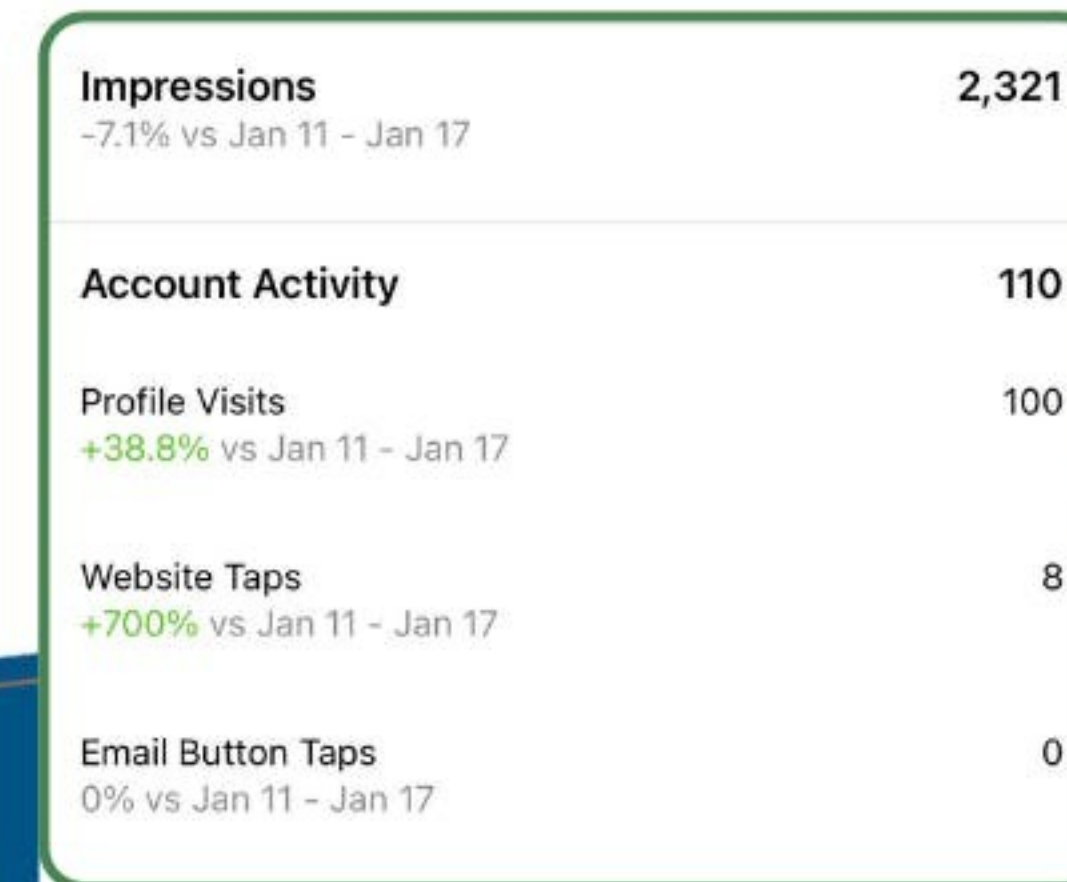 Impressions 2,321
-7.1% vs Jan 11 - Jan 17
Account Activity 110
Profile Visits 100
+38.8% vs Jan 11 - Jan 17
Website Taps 8
+700% vs Jan 11 - Jan 17
Email Button Taps 0
0% vs Jan 11 - Jan 17